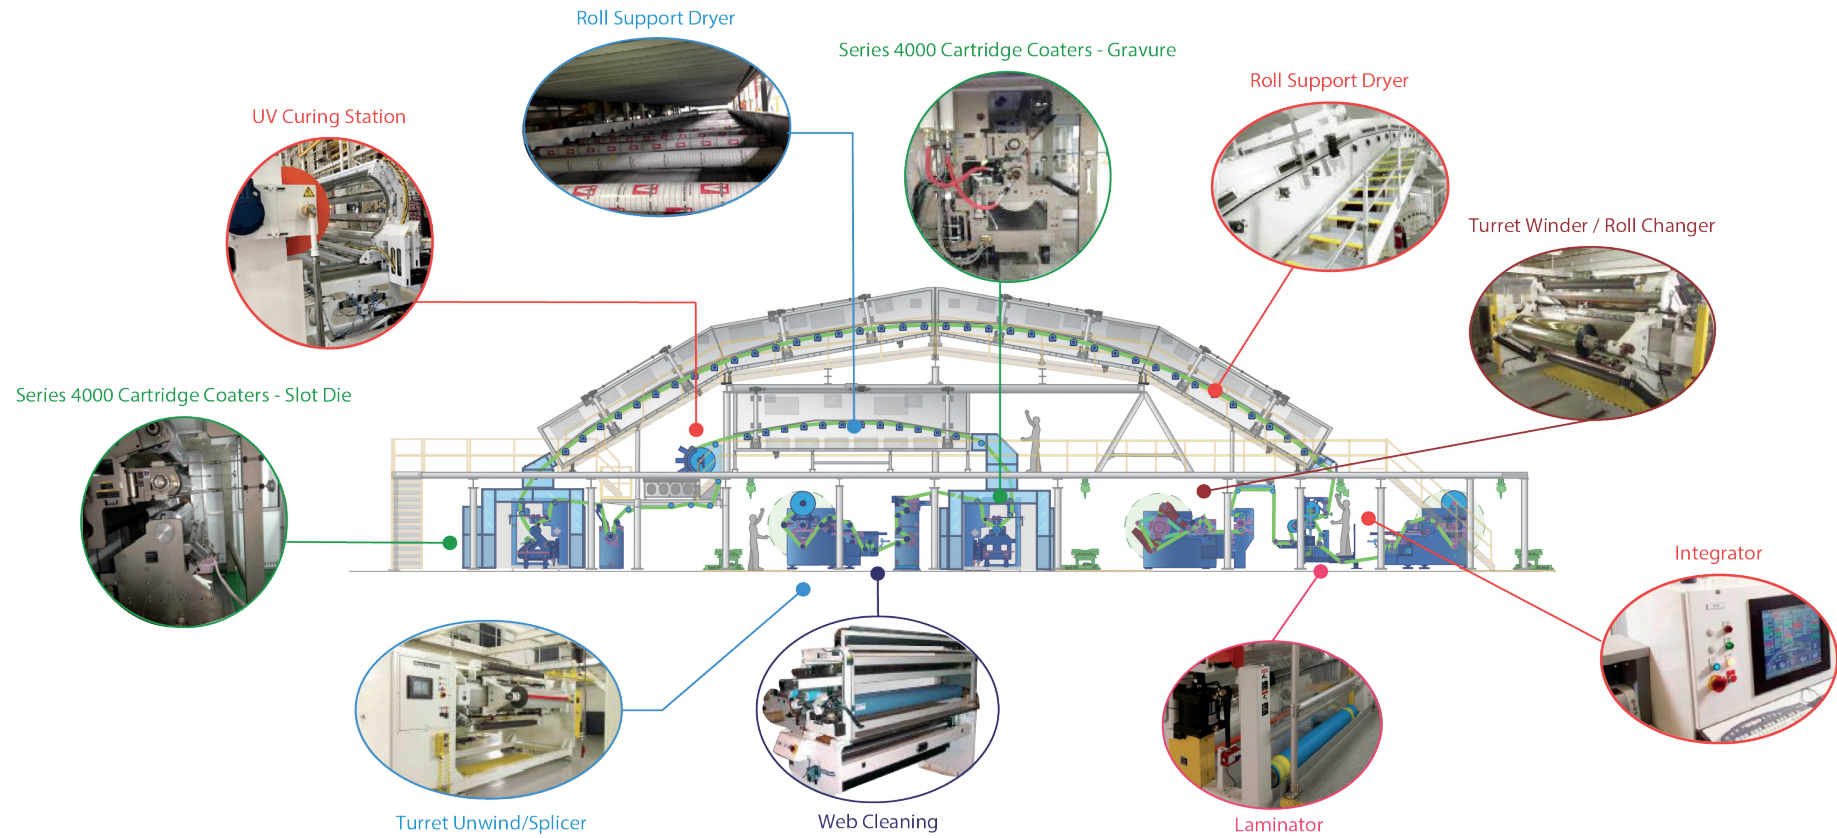 Roll Support Dryer
Series 4000 Cartridge Coaters - Gravure
Roll Support Dryer
UV Curing Station
Turret Winder / Roll Changer
Series 4000 Cartridge Coaters - Slot Die
Integrator
Turret Unwind/Splicer
Web Cleaning
Laminator